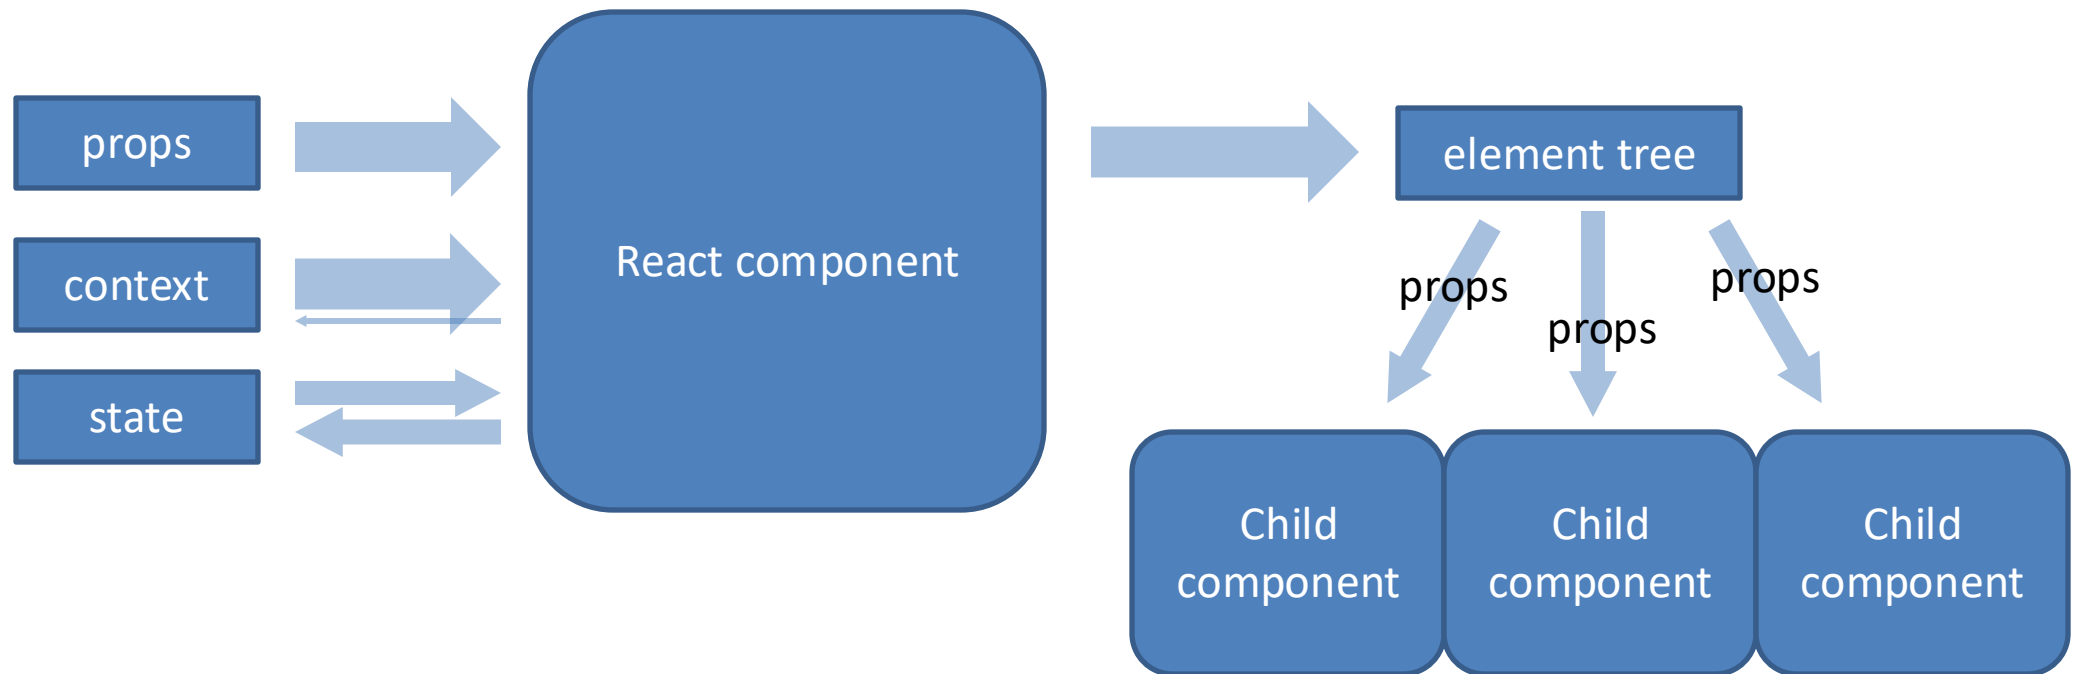 props
context
state
React component
element tree
props
props
props
Child
component
Child
component
Child
component